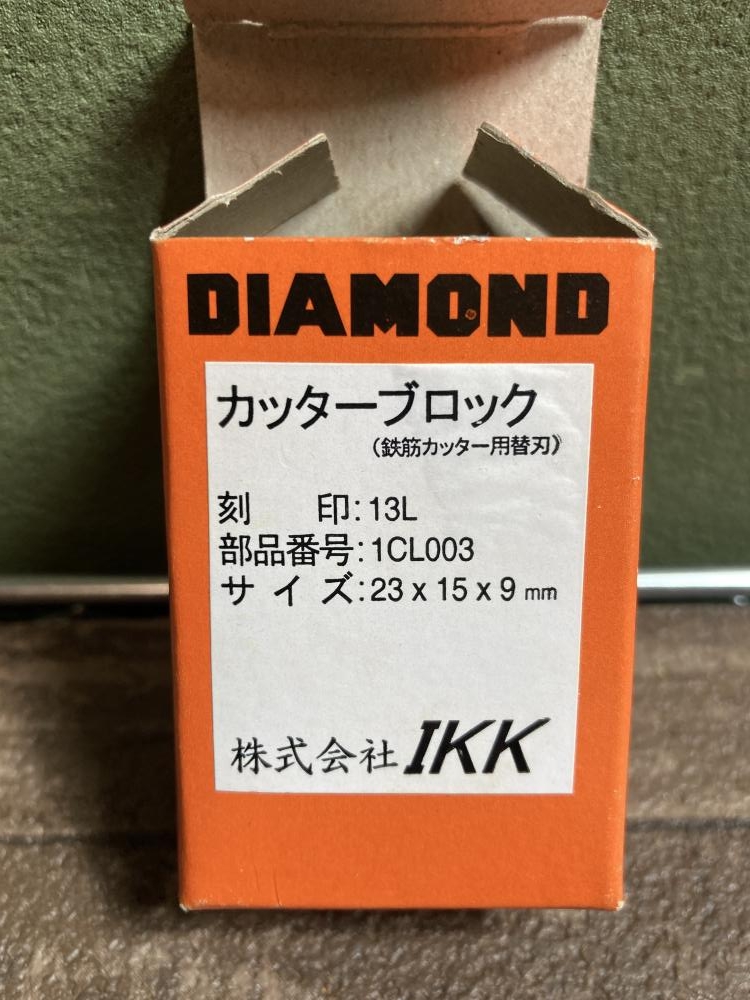 DIAMOND
カッターブロック
(鉄筋カッター用替刃)
刻 印:13L
部品番号:1CL003
サイズ:23 x 15 x 9 mm
株式会社 IKK